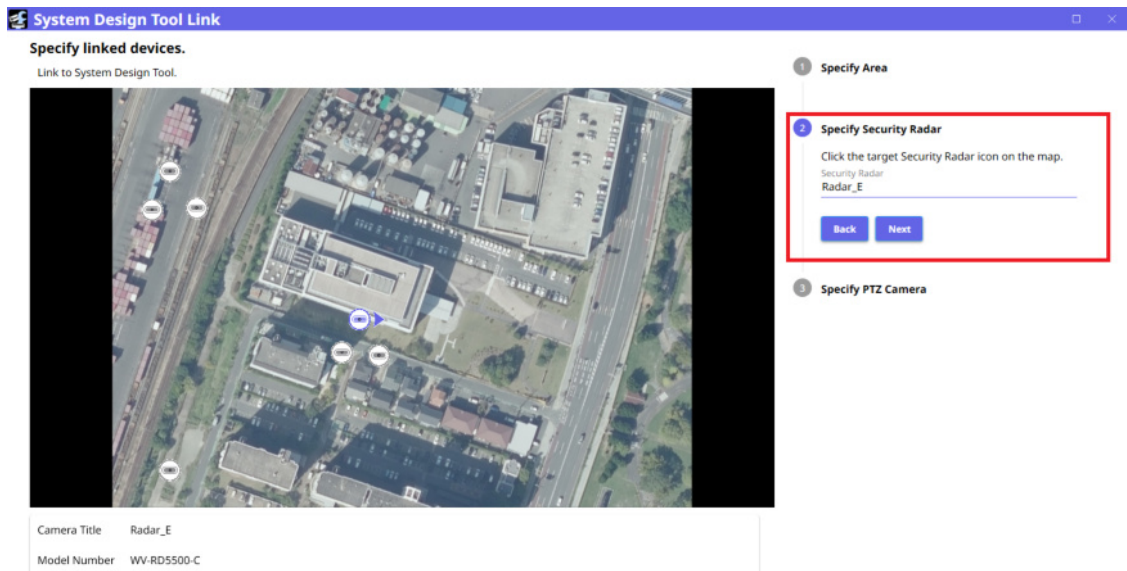 System Design Tool Link
Specify linked devices.
Link to System Design Tool.
1 Specify Area
2 Specify Security Radar
Click the target Security Radar icon on the map.
Security Radar
Radar_E
Back Next
3 Specify PTZ Camera
Camera Title Radar_E
Model Number WV-RD5500-C